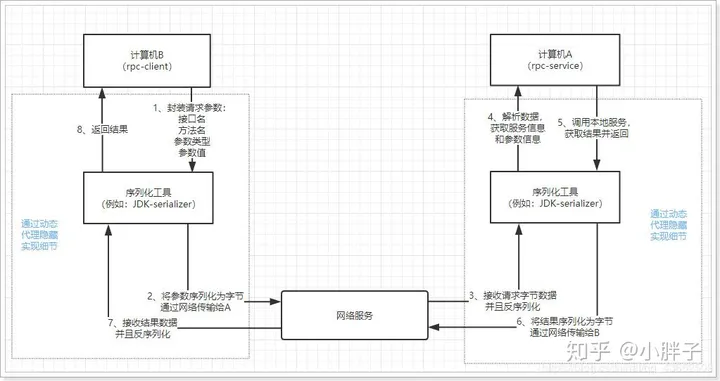 计算机B
(rpc-client)
计算机A
(rpc-service)
1、封装请求参数:
接口名
方法名
参数类型
参数值
8、返回结果
4、解析数据,
获取服务信息
和参数信息
5、调用本地服务,
获取结果并返回
序列化工具
(例如: JDK-serializer)
序列化工具
(例如: JDK-serializer)
通过动态
代理隐藏
实现细节
通过动态
代理隐藏
实现细节
2、将参数序列化为字节
通过网络传输给A
7、接收结果数据
并且反序列化
网络服务
3、接收请求字节数据
并且反序列化
6、将结果序列化为字节
通过网络传输给B
知乎 @小胖子